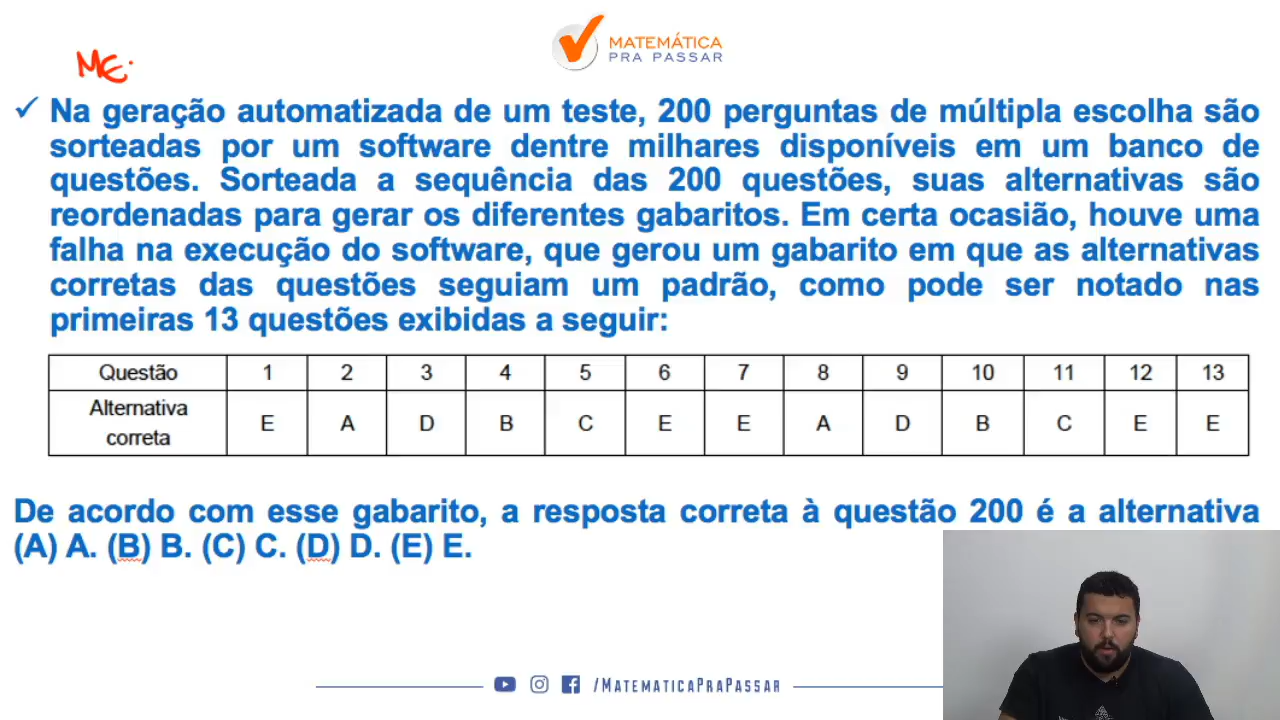 MATEMÁTICA
PRA PASSAR
ME.
✓ Na geração automatizada de um teste, 200 perguntas de múltipla escolha são
sorteadas por um software dentre milhares disponíveis em um banco de
questões. Sorteada a sequência das 200 questões, suas alternativas são
reordenadas para gerar os diferentes gabaritos. Em certa ocasião, houve uma
falha na execução do software, que gerou um gabarito em que as alternativas
corretas das questões seguiam um padrão, como pode ser notado nas
primeiras 13 questões exibidas a seguir:
Questão 1 2 3 4 5 6 7 8 9 10 11 12 13
Alternativa
correta E A D B C E E A D B C E E
De acordo com esse gabarito, a resposta correta à questão 200 é a alternativa
(A) A. (B) B. (C) C. (D) D. (E) E.
/MATEMATICAPRAPASSAR